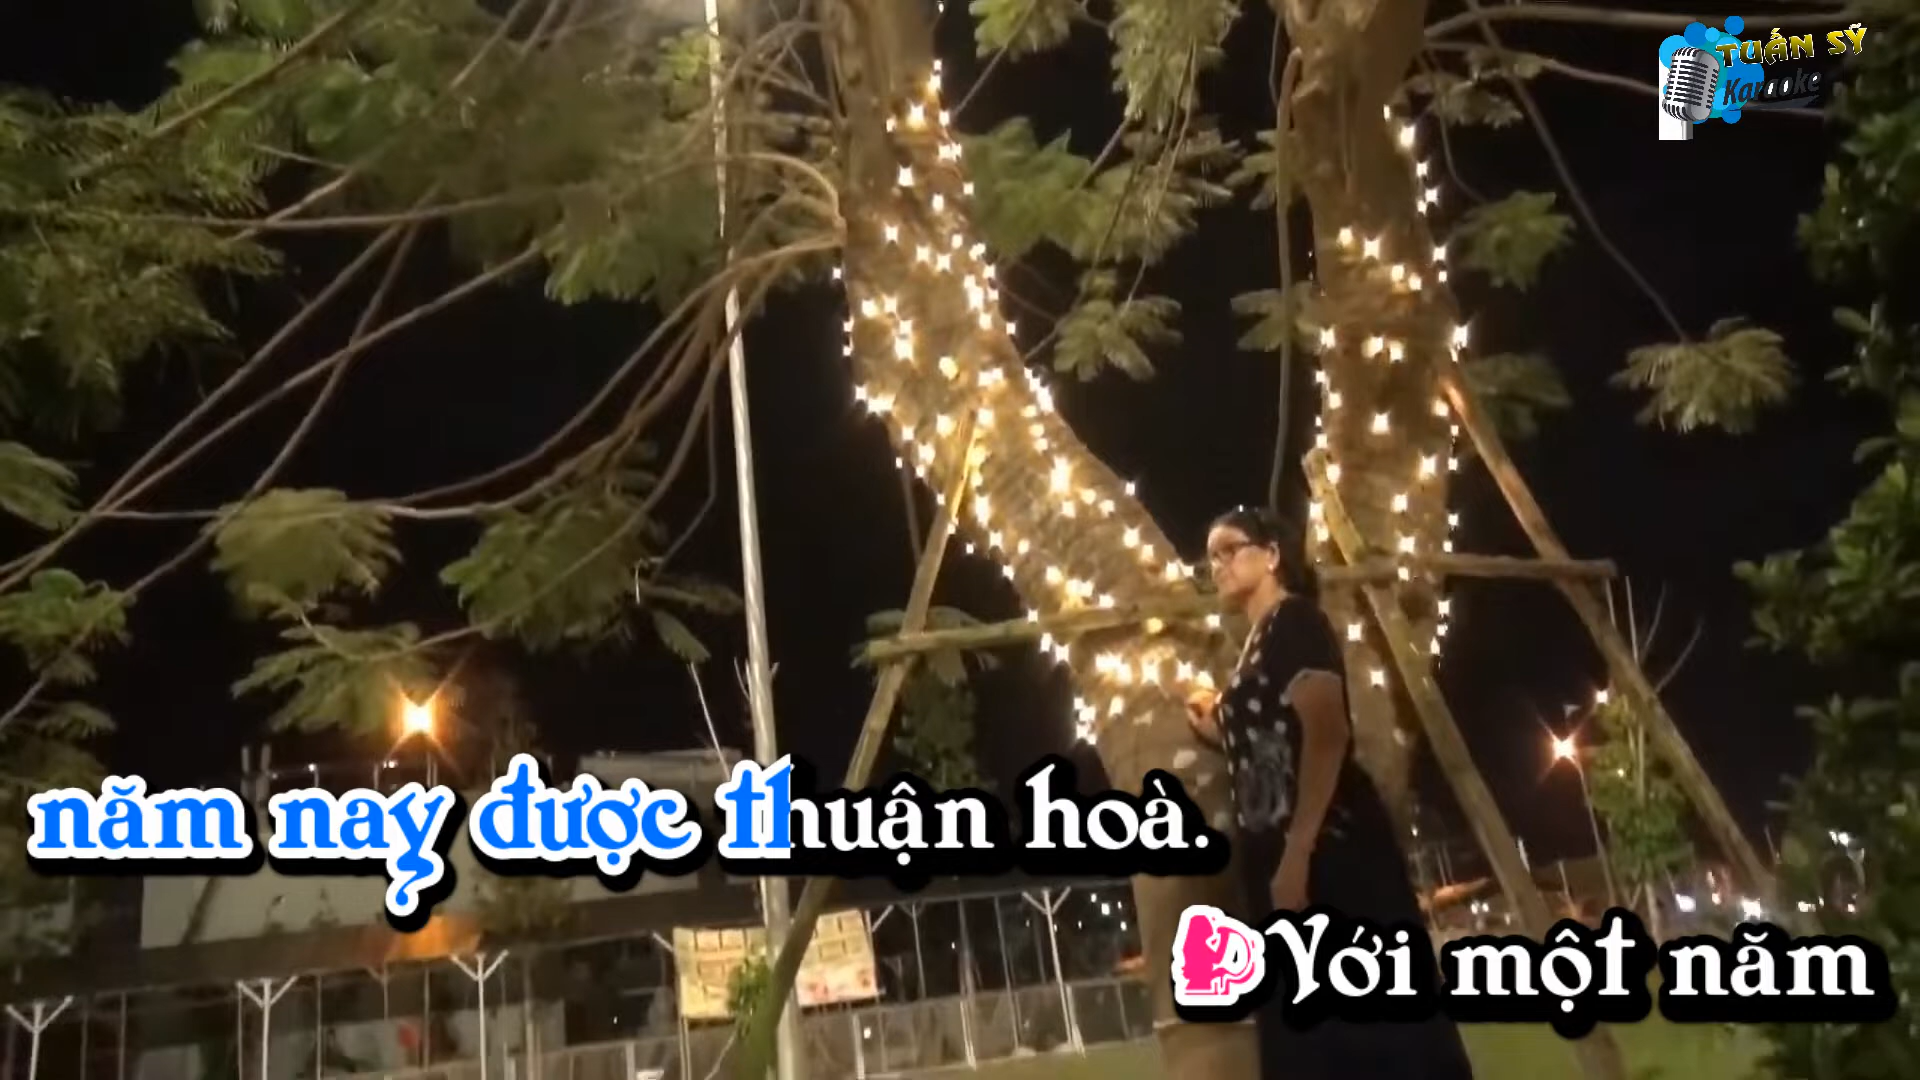 TUẤN SỸ
Karaoke
năm nay được thuận hoà.
Với một năm